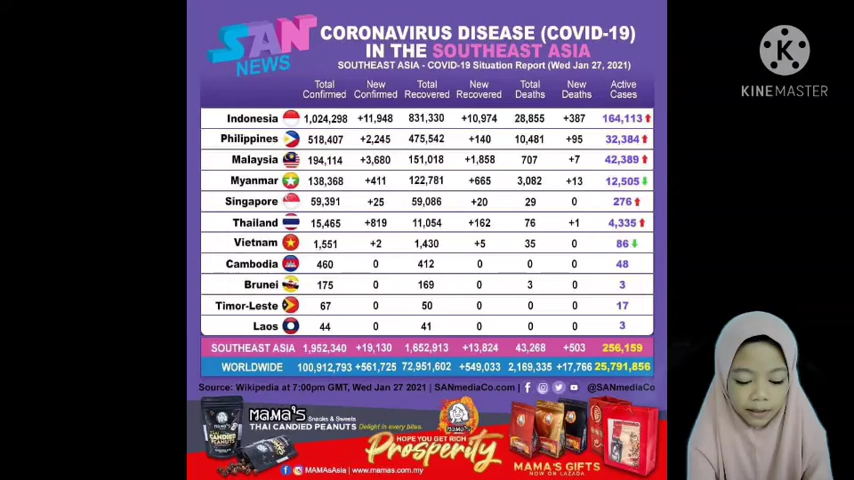 SAN
NEWS
CORONAVIRUS DISEASE (COVID-19)
IN THE SOUTHEAST ASIA
SOUTHEAST ASIA - COVID-19 Situation Report (Wed Jan 27, 2021)
Total Confirmed New Confirmed Total Recovered New Recovered Total Deaths New Deaths Active Cases
Indonesia 1,024,298 +11,948 831,330 +10,974 28,855 +387 164,113
Philippines 518,407 +2,245 475,542 +140 10,481 +95 32,384
Malaysia 194,114 +3,680 151,018 +1,858 707 +7 42,389
Myanmar 138,368 +411 122,781 +665 3,082 +13 12,505
Singapore 59,391 +25 59,086 +20 29 0 276
Thailand 15,465 +819 11,054 +162 76 +1 4,335
Vietnam 1,551 +2 1,430 +5 35 0 86
Cambodia 460 0 412 0 0 0 48
Brunei 175 0 169 0 3 0 3
Timor-Leste 67 0 50 0 0 0 17
Laos 44 0 41 0 0 0 3
SOUTHEAST ASIA 1,952,340 +19,130 1,652,913 +13,824 43,268 +503 256,159
WORLDWIDE 100,912,793 +561,725 72,951,602 +549,033 2,169,335 +17,766 25,791,856
Source: Wikipedia at 7:00pm GMT, Wed Jan 27 2021 | SANmediaCo.com | @SANmediaCo
MAMA'S Snacks & Sweets
THAI CANDIED PEANUTS Delight in every bites.
HOPE YOU GET RICH
Prosperity
MAMA'S GIFTS
NOW ON LAZADA
MAMAsAsia | www.mamas.com.my
KINEMASTER